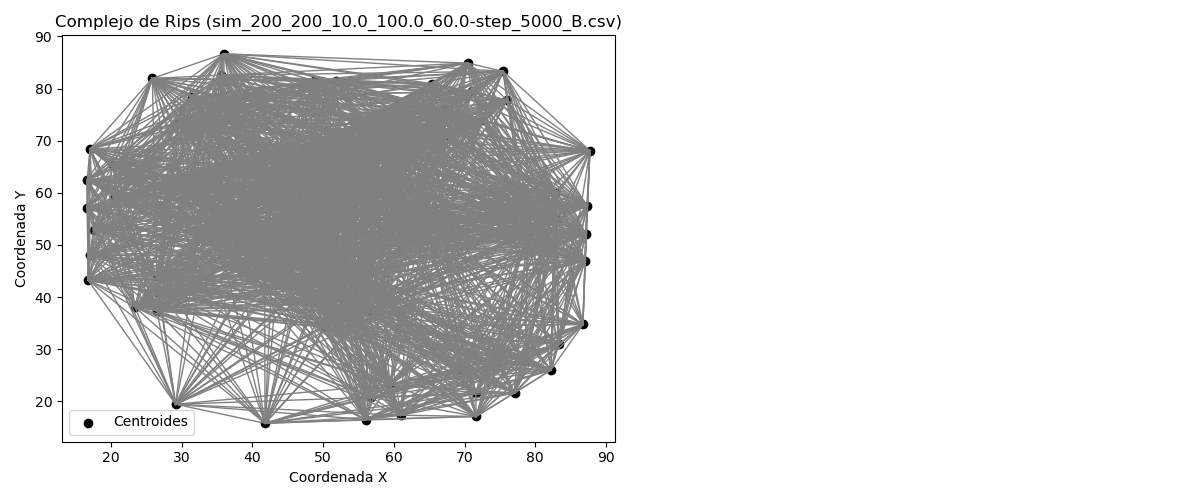 Complejo de Rips (sim_200_200_10.0_100.0_60.0-step_5000_B.csv)
90
80
70
60
50
40
30
20
Coordenada Y
Centroides
20 30 40 50 60 70 80 90
Coordenada X